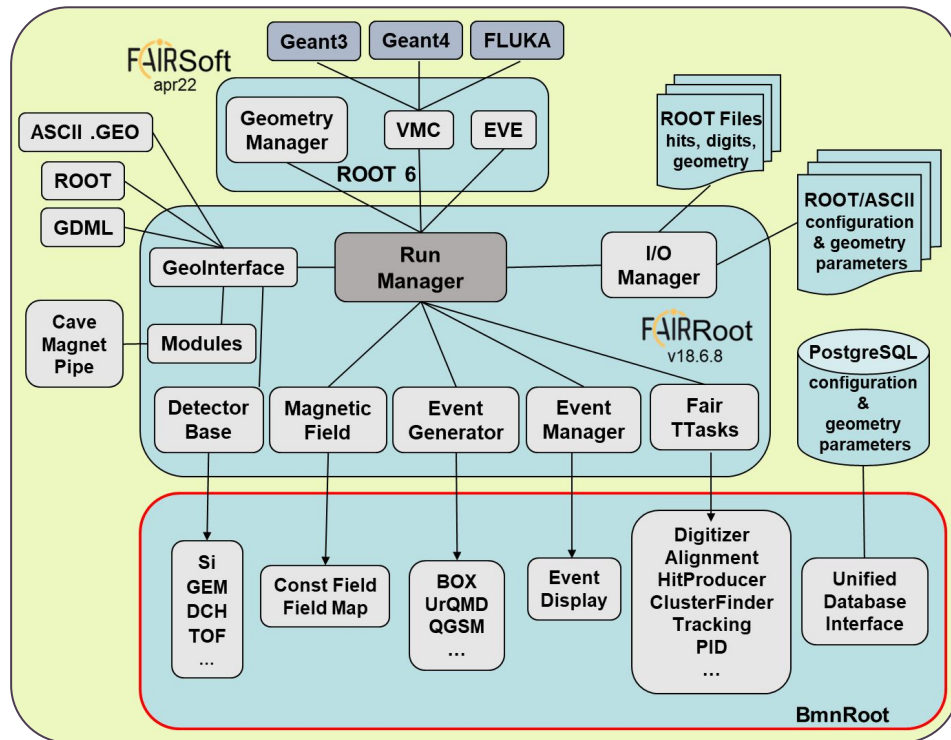 Geant3
Geant4
FLUKA
FAIRSoft
apr22
Geometry
Manager
VMC
EVE
ROOT 6
ROOT Files
hits, digits,
geometry
ROOT/ASCII
configuration
& geometry
parameters
ASCII .GEO
ROOT
GDML
GeoInterface
Run
Manager
I/O
Manager
Cave
Magnet
Pipe
Modules
FAIRRoot
v18.6.8
Detector
Base
Magnetic
Field
Event
Generator
Event
Manager
Fair
TTasks
PostgreSQL
configuration
&
geometry
parameters
Si
GEM
DCH
TOF
...
Const Field
Field Map
BOX
UrQMD
QGSM
...
Event
Display
Digitizer
Alignment
HitProducer
ClusterFinder
Tracking
PID
...
Unified
Database
Interface
BmnRoot